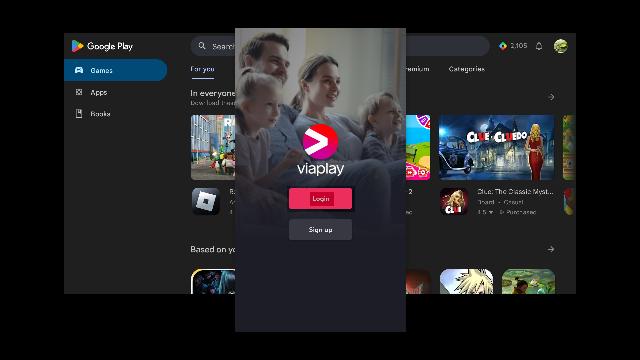 Google Play
Search
2,105
Games
Apps
Books
For you
remium
Categories
In everyone
Download thea
CLUE CLUEDO
viaplay
Login
Sign up
2
Clue: The Classic Myst...
Board • Casual
4.5
Purchased
Based on yo